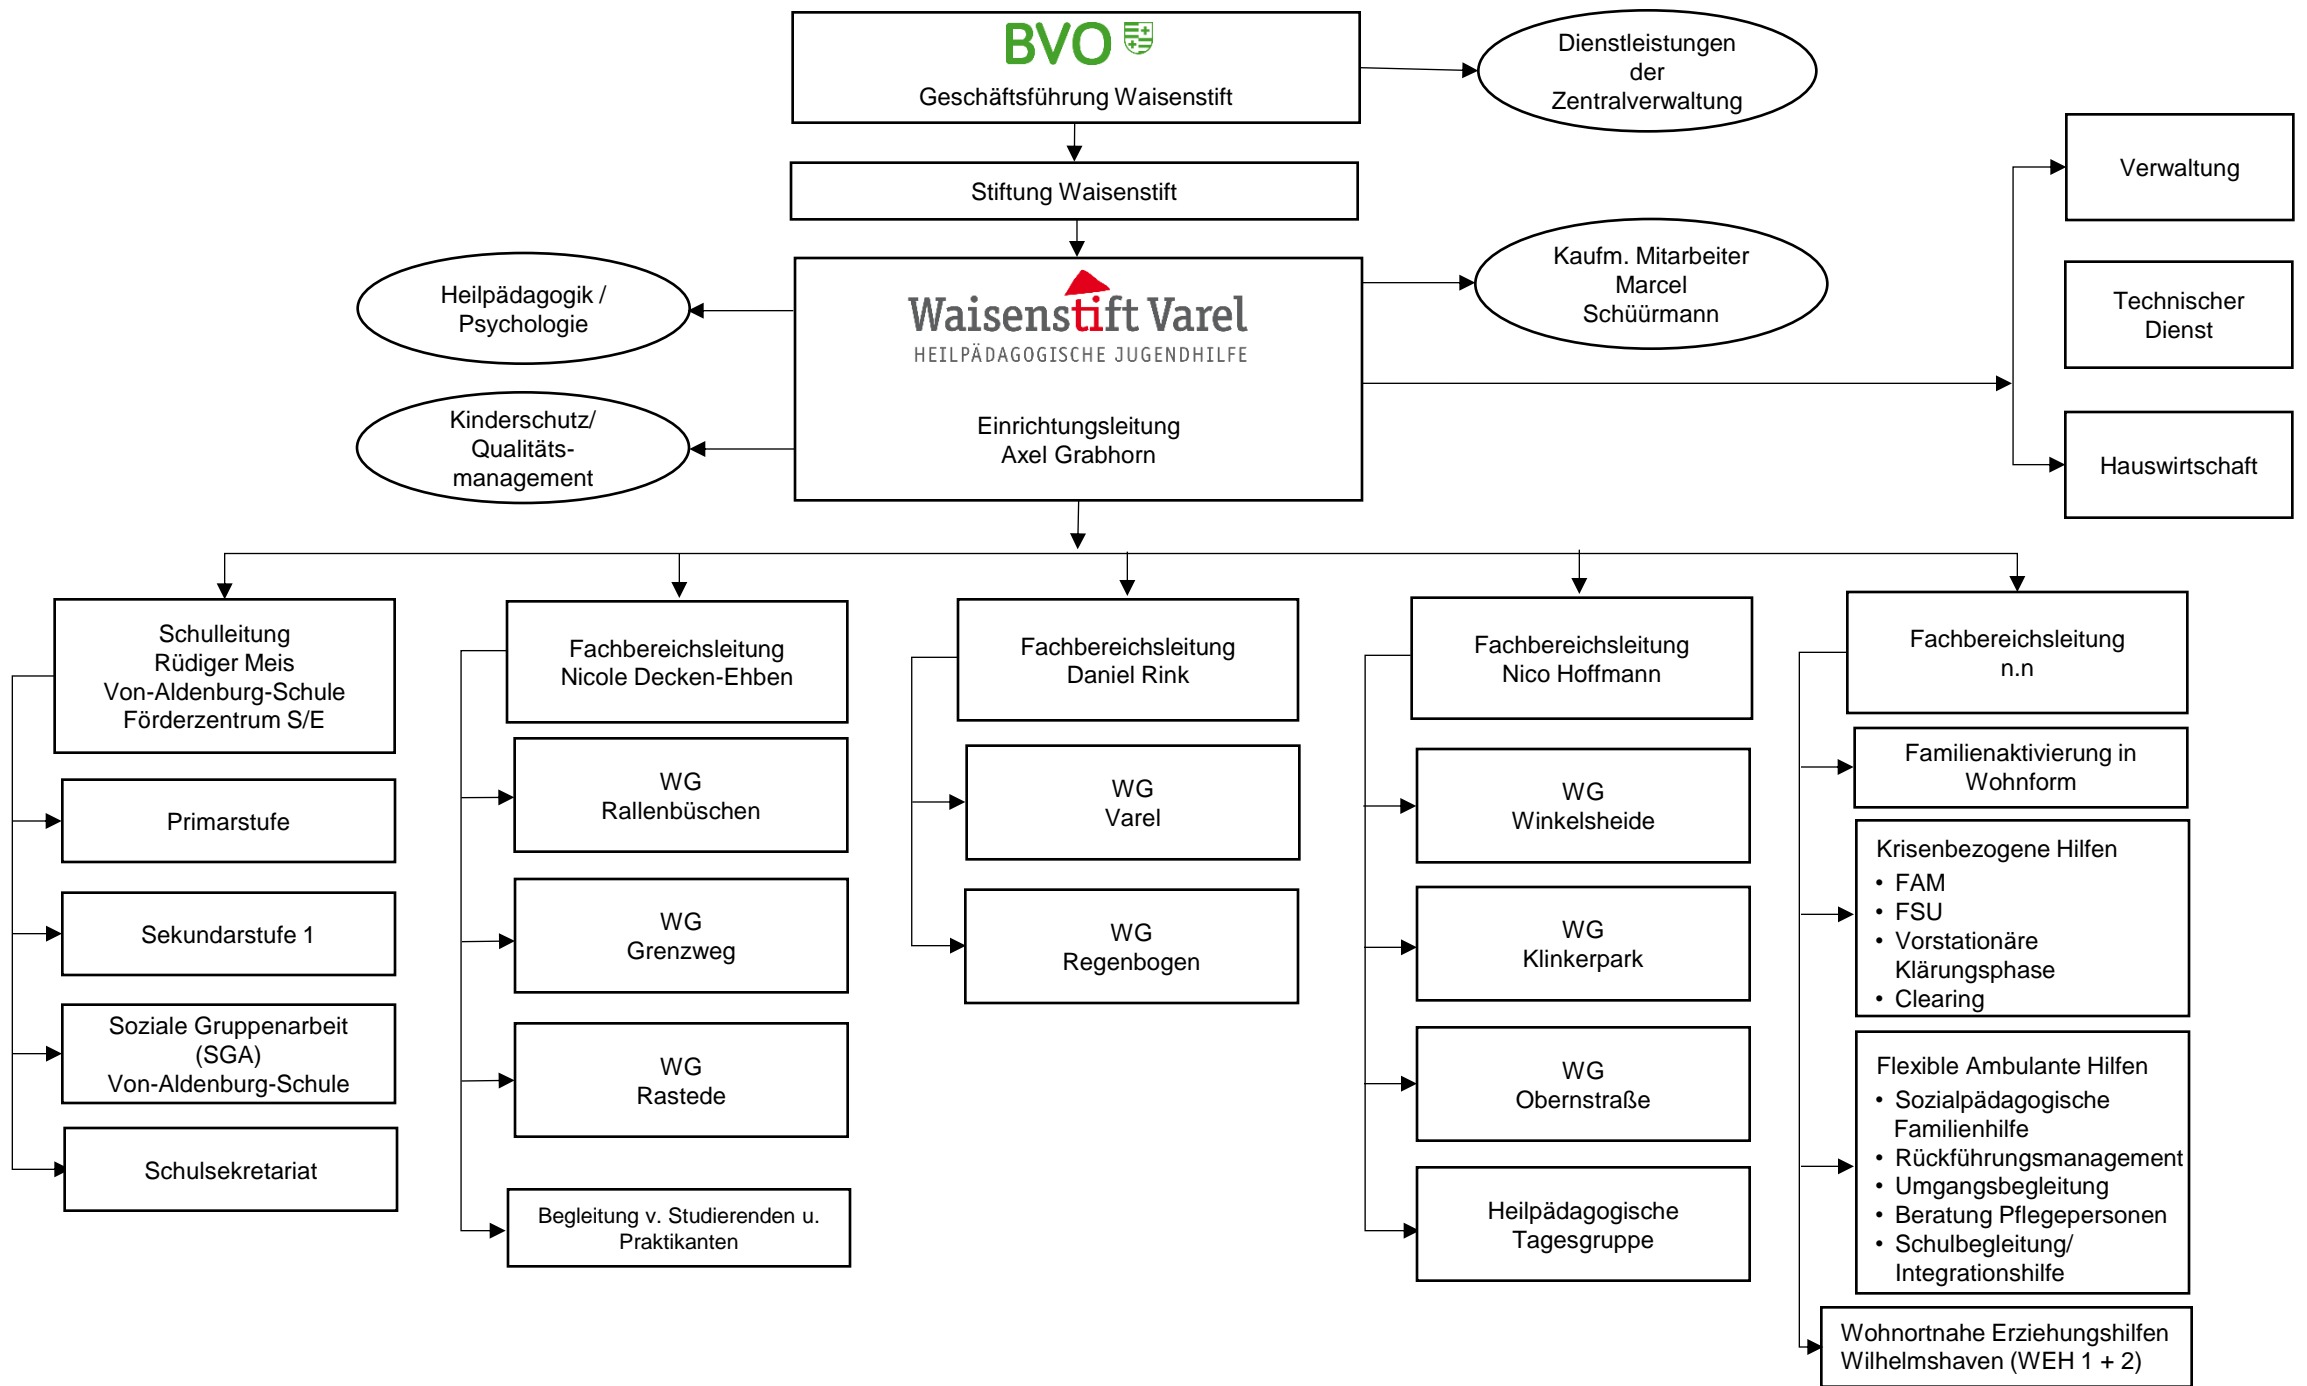 BVO
Geschäftsführung Waisenstift
Dienstleistungen
der
Zentralverwaltung
Stiftung Waisenstift
Verwaltung
Technischer
Dienst
Hauswirtschaft
Heilpädagogik /
Psychologie
Kinderschutz/
Qualitäts-
management
Waisenstift Varel
HEILPÄDAGOGISCHE JUGENDHILFE
Einrichtungsleitung
Axel Grabhorn
Kaufm. Mitarbeiter
Marcel
Schüürmann
Schulleitung
Rüdiger Meis
Von-Aldenburg-Schule
Förderzentrum S/E
Primarstufe
Sekundarstufe 1
Soziale Gruppenarbeit
(SGA)
Von-Aldenburg-Schule
Schulsekretariat
Fachbereichsleitung
Nicole Decken-Ehben
WG
Rallenbüschen
WG
Grenzweg
WG
Rastede
Begleitung v. Studierenden u.
Praktikanten
Fachbereichsleitung
Daniel Rink
WG
Varel
WG
Regenbogen
Fachbereichsleitung
Nico Hoffmann
WG
Winkelsheide
WG
Klinkerpark
WG
Obernstraße
Heilpädagogische
Tagesgruppe
Fachbereichsleitung
n.n
Familienaktivierung in
Wohnform
Krisenbezogene Hilfen
• FAM
• FSU
• Vorstationäre
Klärungsphase
• Clearing
Flexible Ambulante Hilfen
• Sozialpädagogische
Familienhilfe
• Rückführungsmanagement
• Umgangsbegleitung
• Beratung Pflegepersonen
• Schulbegleitung/
Integrationshilfe
Wohnortnahe Erziehungshilfen
Wilhelmshaven (WEH 1 + 2)